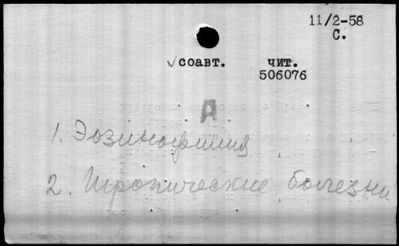 11/2-58
С.
√соавт. чит.
506076
А
1. Эозинофилия
2. Тропические болезни